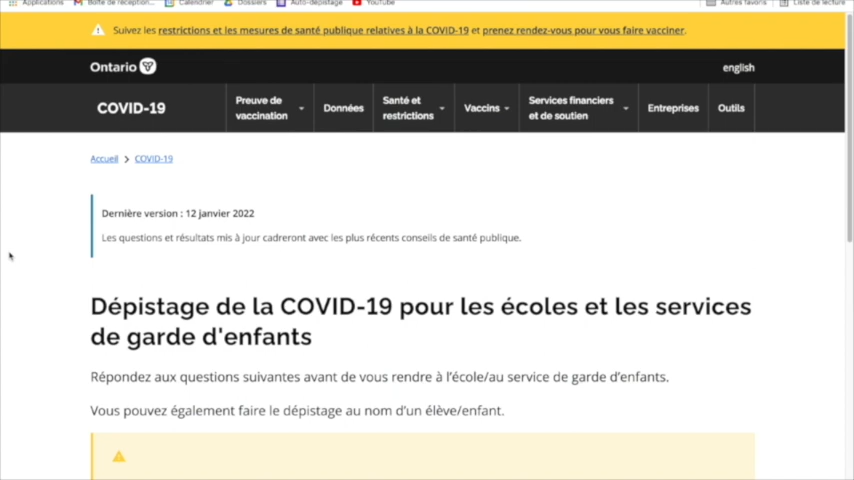 Applications Boîte de réception... Calendrier Dossiers Auto-dépistage YouTube Autres favoris Liste de lecture
Suivez les restrictions et les mesures de santé publique relatives à la COVID-19 et prenez rendez-vous pour vous faire vacciner.
Ontario english
COVID-19 Preuve de vaccination Données Santé et restrictions Vaccins Services financiers et de soutien Entreprises Outils
Accueil > COVID-19
Dernière version : 12 janvier 2022
Les questions et résultats mis à jour cadreront avec les plus récents conseils de santé publique.
Dépistage de la COVID-19 pour les écoles et les services
de garde d'enfants
Répondez aux questions suivantes avant de vous rendre à l'école/au service de garde d'enfants.
Vous pouvez également faire le dépistage au nom d'un élève/enfant.